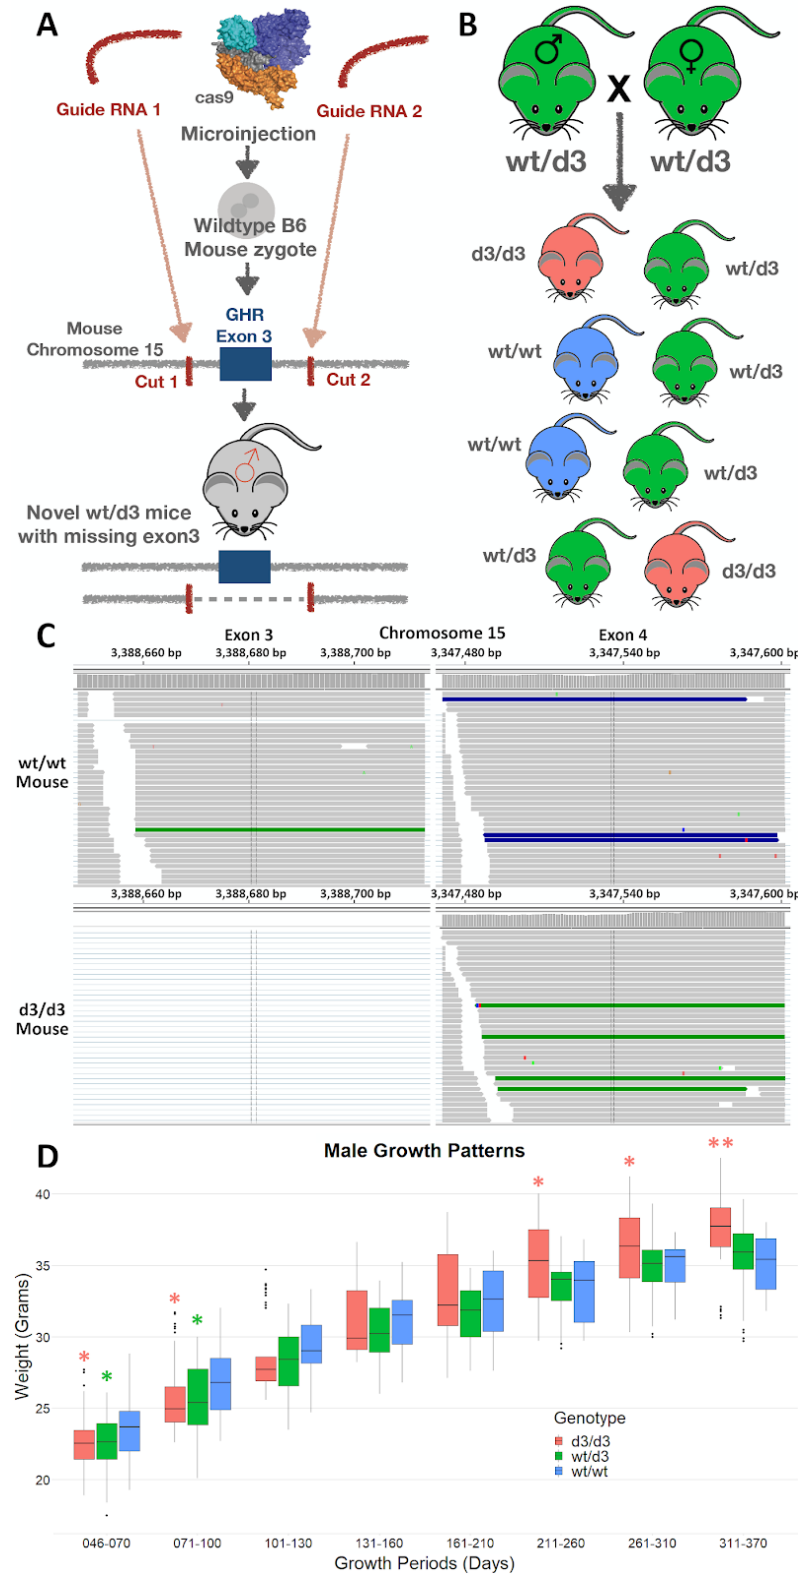 A
cas9
Guide RNA 1
Guide RNA 2
Microinjection
Wildtype B6
Mouse zygote
GHR
Exon 3
Mouse
Chromosome 15
Cut 1
Cut 2
Novel wt/d3 mice
with missing exon3
B
♂ X ♀
wt/d3 wt/d3
d3/d3
wt/d3
wt/wt
wt/d3
wt/wt
wt/d3
wt/d3
d3/d3
C
Exon 3 Chromosome 15 Exon 4
3,388,660 bp 3,388,680 bp 3,388,700 bp 3,347,480 bp 3,347,540 bp 3,347,600 bp
wt/wt
Mouse
3,388,660 bp 3,388,680 bp 3,388,700 bp 3,347,480 bp 3,347,540 bp 3,347,600 bp
d3/d3
Mouse
D
Male Growth Patterns
* * * * * * **
Weight (Grams)
40
35
30
25
20
Genotype
d3/d3
wt/d3
wt/wt
046-070 071-100 101-130 131-160 161-210 211-260 261-310 311-370
Growth Periods (Days)